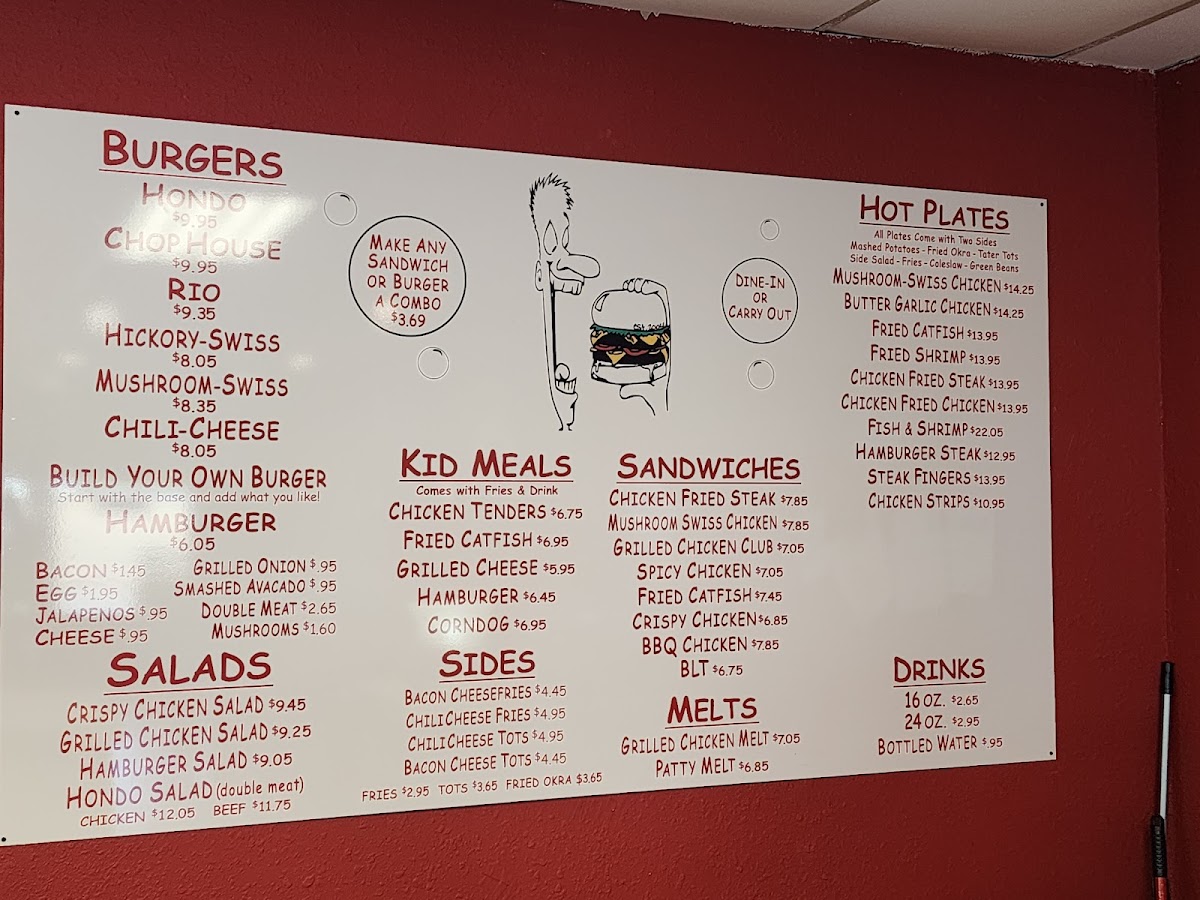 BURGERS
HONDO
$9.95
CHOP HOUSE
$9.95
RIO
$9.35
HICKORY-SWISS
$8.05
MUSHROOM-SWISS
$8.35
CHILI-CHEESE
$8.05
BUILD YOUR OWN BURGER
Start with the base and add what you like!
HAMBURGER
$6.05
BACON $1.45
EGG $1.95
JALAPENOS $.95
CHEESE $.95
GRILLED ONION $.95
SMASHED AVACADO $.95
DOUBLE MEAT $2.65
MUSHROOMS $1.60
SALADS
CRISPY CHICKEN SALAD $9.45
GRILLED CHICKEN SALAD $9.25
HAMBURGER SALAD $9.05
HONDO SALAD (double meat)
CHICKEN $12.05 BEEF $11.75
MAKE ANY
SANDWICH
OR BURGER
A COMBO
$3.69
KID MEALS
Comes with Fries & Drink
CHICKEN TENDERS $6.75
FRIED CATFISH $6.95
GRILLED CHEESE $5.95
HAMBURGER $6.45
CORNDOG $6.95
SIDES
BACON CHEESEFRIES $4.45
CHILICHEESE FRIES $4.95
CHILICHEESE TOTS $4.95
BACON CHEESE TOTS $4.45
FRIES $2.95 TOTS $3.65 FRIED OKRA $3.65
DINE-IN
OR
CARRY OUT
SANDWICHES
CHICKEN FRIED STEAK $7.85
MUSHROOM SWISS CHICKEN $7.85
GRILLED CHICKEN CLUB $7.05
SPICY CHICKEN $7.05
FRIED CATFISH $7.45
CRISPY CHICKEN $6.85
BBQ CHICKEN $7.85
BLT $6.75
MELTS
GRILLED CHICKEN MELT $7.05
PATTY MELT $6.85
HOT PLATES
All Plates Come with Two Sides
Mashed Potatoes - Fried Okra - Tater Tots
Side Salad - Fries - Coleslaw - Green Beans
MUSHROOM-SWISS CHICKEN $14.25
BUTTER GARLIC CHICKEN $14.25
FRIED CATFISH $13.95
FRIED SHRIMP $13.95
CHICKEN FRIED STEAK $13.95
CHICKEN FRIED CHICKEN $13.95
FISH & SHRIMP $22.05
HAMBURGER STEAK $12.95
STEAK FINGERS $13.95
CHICKEN STRIPS $10.95
DRINKS
16 OZ. $2.65
24 OZ. $2.95
BOTTLED WATER $.95